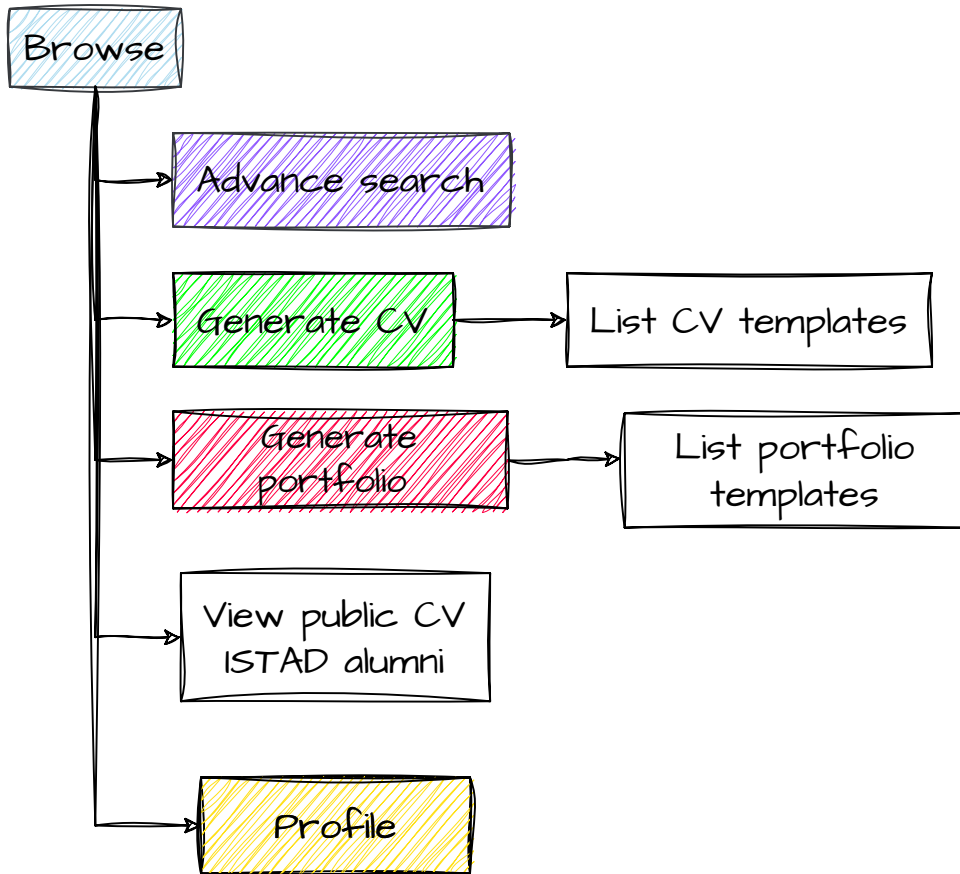 Browse
Advance search
Generate CV
List CV templates
Generate
portfolio
List portfolio
templates
View public CV
ISTAD alumni
Profile